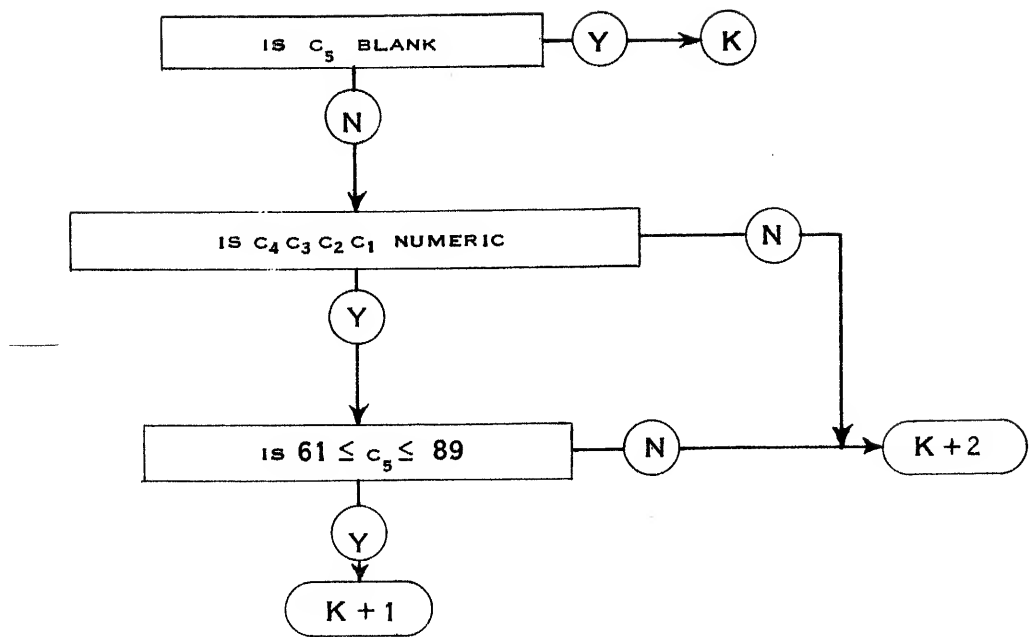 IS C₅ BLANK Y K
N
IS C₄ C₃ C₂ C₁ NUMERIC N
Y
IS 61 ≤ C₅ ≤ 89 N K + 2
Y
K + 1